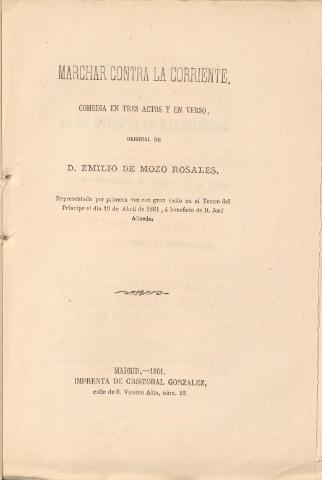 MARCHAR CONTRA LA CORRIENTE,
COMEDIA EN TRES ACTOS Y EN VERSO,
ORIGINAL DE
D. EMILIO DE MOZO ROSALES.
Representada por primera vez con gran éxito en el Teatro del
Príncipe el dia 19 de Abril de 1861, á beneficio de D. José
Alisedo.
MADRID.—1861.
IMPRENTA DE CRISTOBAL GONZALEZ,
calle de S. Vicente Alta, núm. 52.